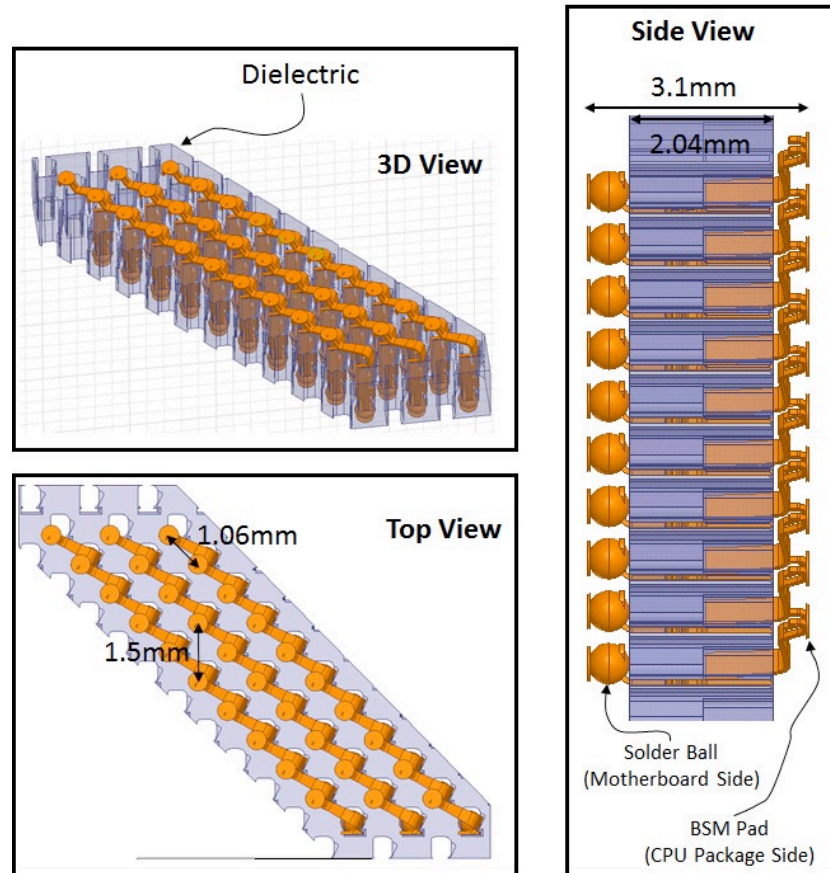 Dielectric
3D View
Top View
1.06mm
1.5mm
Side View
3.1mm
2.04mm
Solder Ball
(Motherboard Side)
BSM Pad
(CPU Package Side)